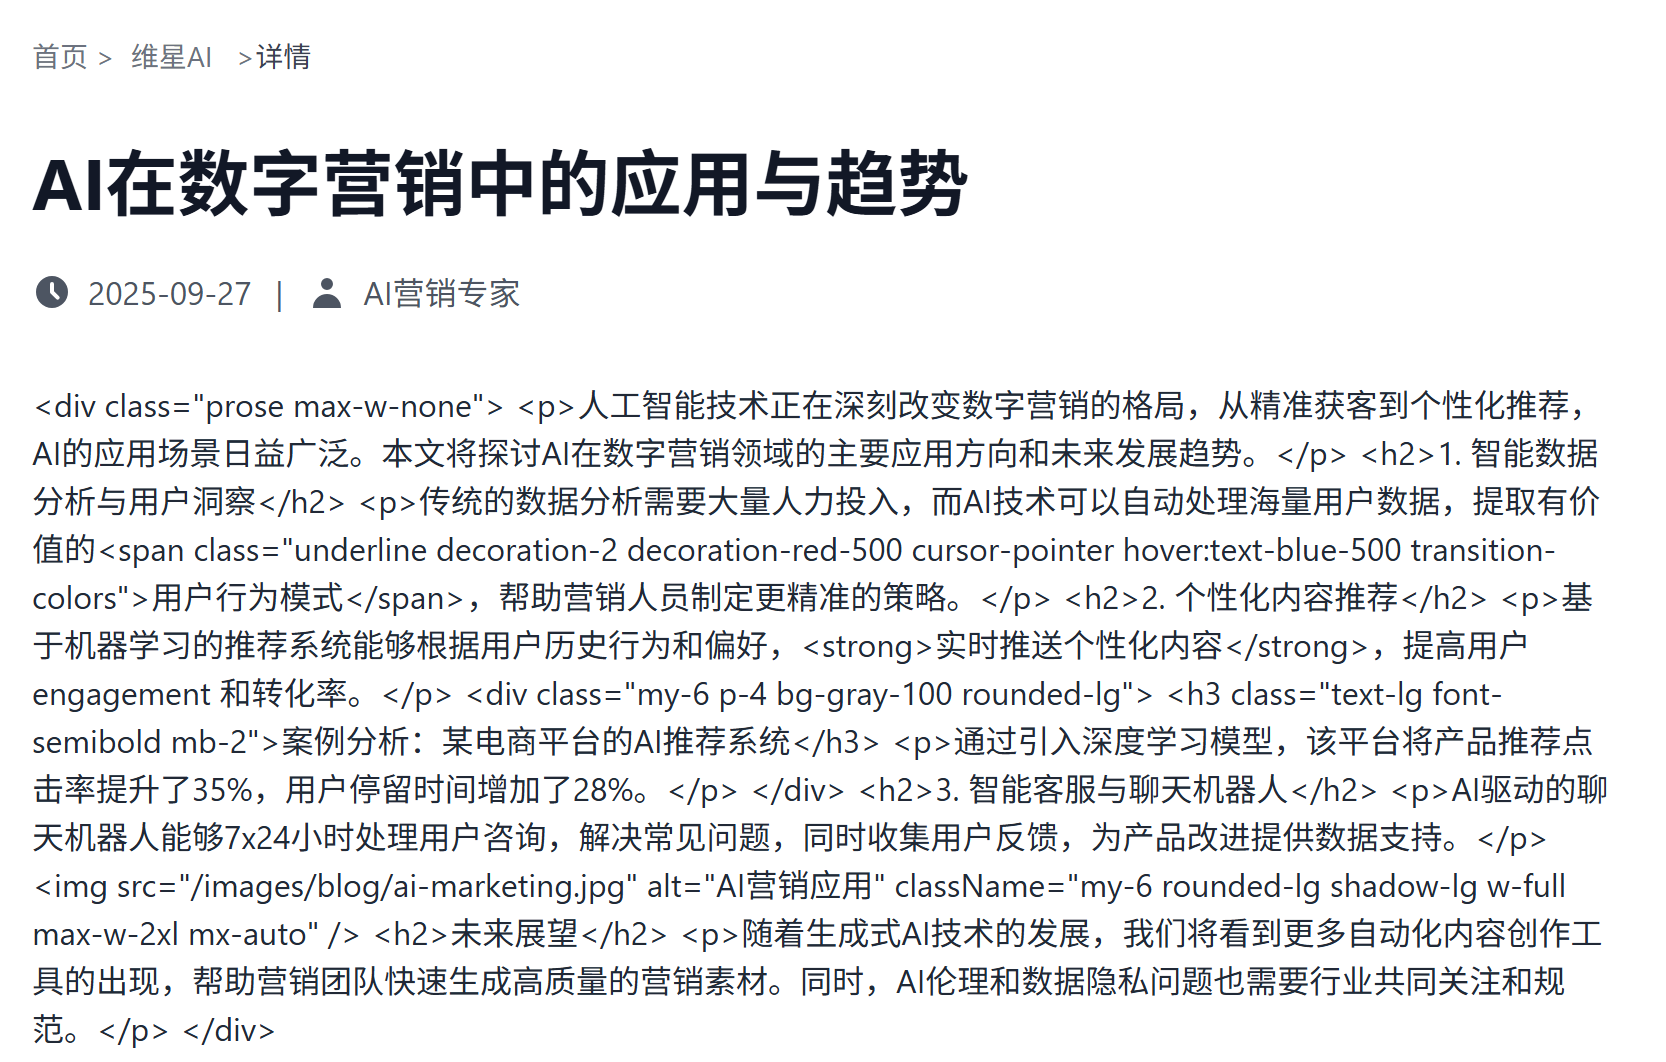 首页 > 维星AI >详情
AI在数字营销中的应用与趋势
2025-09-27 | AI营销专家
<div class="prose max-w-none"> <p>人工智能技术正在深刻改变数字营销的格局，从精准获客到个性化推荐，
AI的应用场景日益广泛。本文将探讨AI在数字营销领域的主要应用方向和未来发展趋势。</p> <h2>1. 智能数据
分析与用户洞察</h2> <p>传统的数据分析需要大量人力投入，而AI技术可以自动处理海量用户数据，提取有价
值的<span class="underline decoration-2 decoration-red-500 cursor-pointer hover:text-blue-500 transition-
colors">用户行为模式</span>，帮助营销人员制定更精准的策略。</p> <h2>2. 个性化内容推荐</h2> <p>基
于机器学习的推荐系统能够根据用户历史行为和偏好，<strong>实时推送个性化内容</strong>，提高用户
engagement 和转化率。</p> <div class="my-6 p-4 bg-gray-100 rounded-lg"> <h3 class="text-lg font-
semibold mb-2">案例分析：某电商平台的AI推荐系统</h3> <p>通过引入深度学习模型，该平台将产品推荐点
击率提升了35%，用户停留时间增加了28%。</p> </div> <h2>3. 智能客服与聊天机器人</h2> <p>AI驱动的聊
天机器人能够7x24小时处理用户咨询，解决常见问题，同时收集用户反馈，为产品改进提供数据支持。</p>
<img src="/images/blog/ai-marketing.jpg" alt="AI营销应用" className="my-6 rounded-lg shadow-lg w-full
max-w-2xl mx-auto" /> <h2>未来展望</h2> <p>随着生成式AI技术的发展，我们将看到更多自动化内容创作工
具的出现，帮助营销团队快速生成高质量的营销素材。同时，AI伦理和数据隐私问题也需要行业共同关注和规
范。</p> </div>